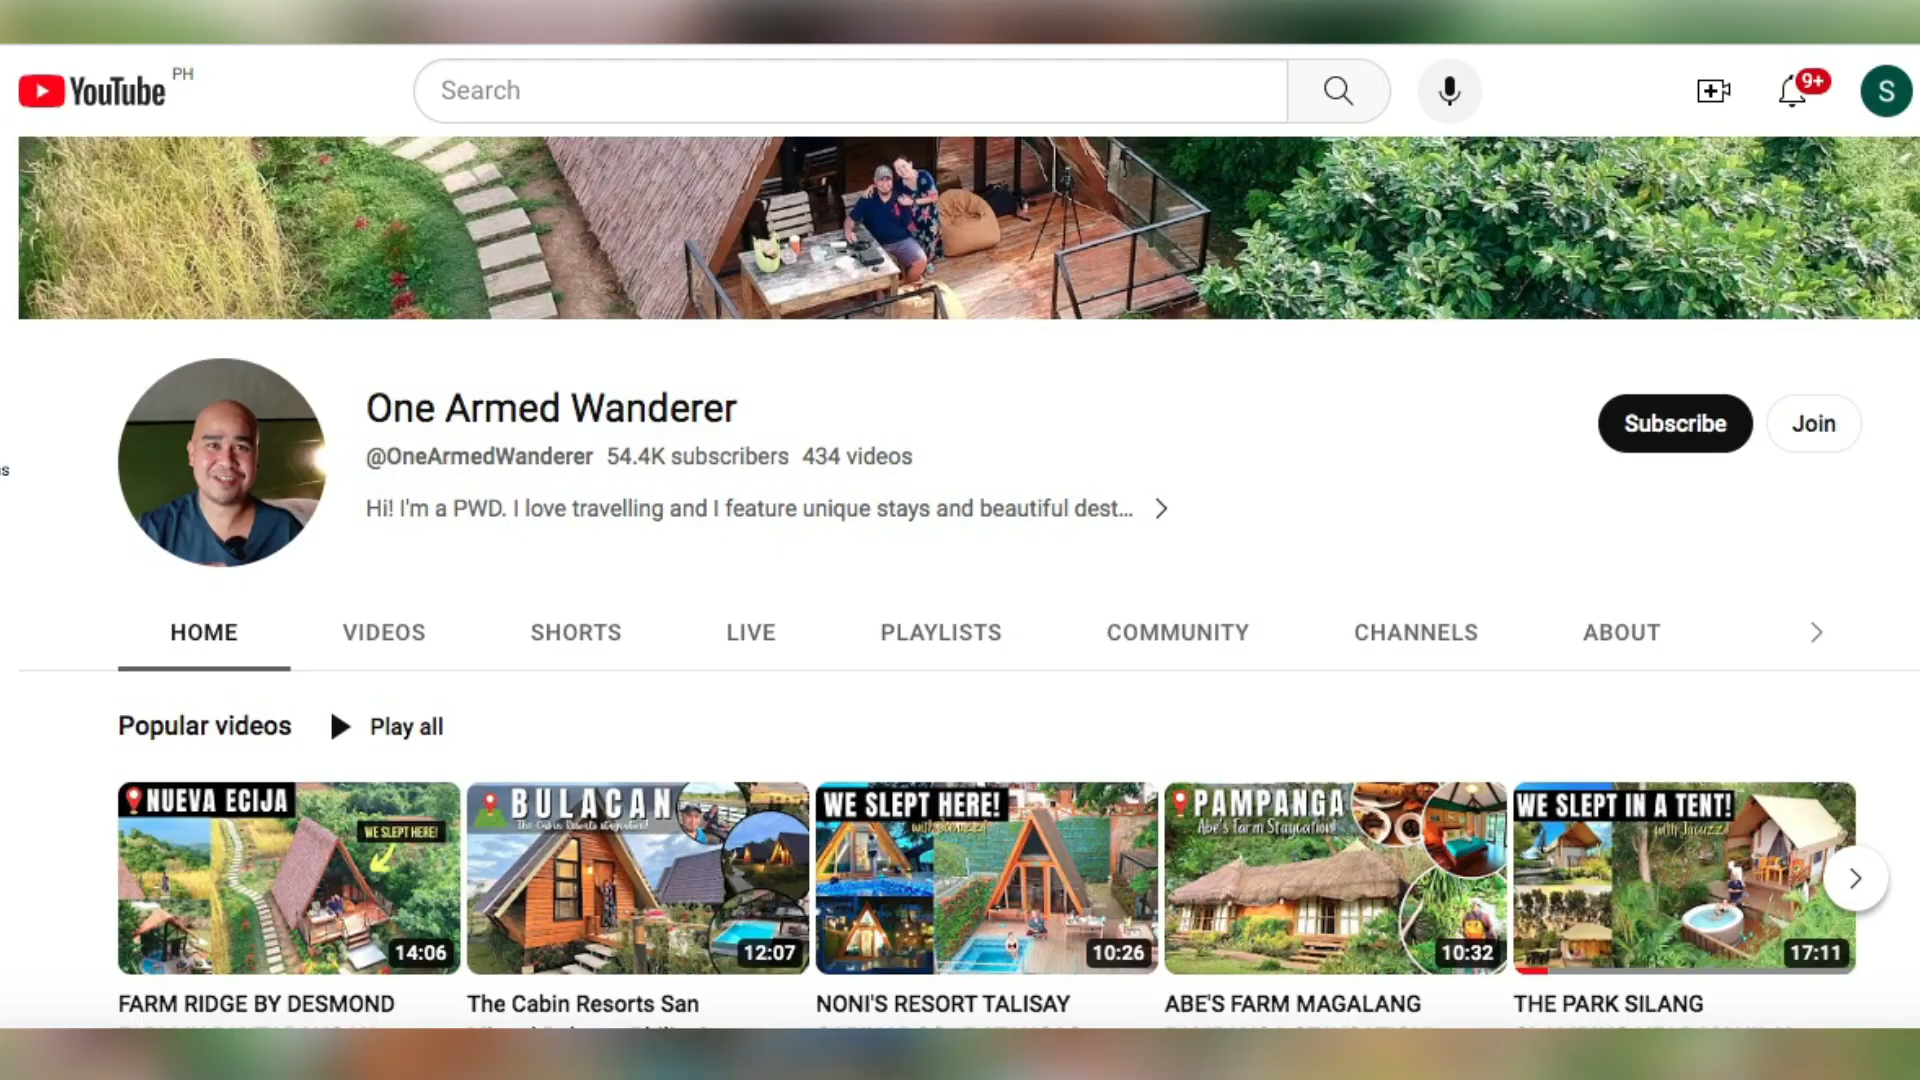 YouTube PH
Search
9+
S
s
One Armed Wanderer
@OneArmedWanderer 54.4K subscribers 434 videos
Hi! I'm a PWD. I love travelling and I feature unique stays and beautiful dest...
Subscribe
Join
HOME VIDEOS SHORTS LIVE PLAYLISTS COMMUNITY CHANNELS ABOUT
Popular videos Play all
NUEVA ECIJA
WE SLEPT HERE!
14:06
FARM RIDGE BY DESMOND
BULACAN
The Cabin Resorts staycation!
12:07
The Cabin Resorts San
WE SLEPT HERE!
with Jacuzzi!
10:26
NONI'S RESORT TALISAY
PAMPANGA
Abe's Farm Staycation!
10:32
ABE'S FARM MAGALANG
WE SLEPT IN A TENT!
with Jacuzzi
17:11
THE PARK SILANG